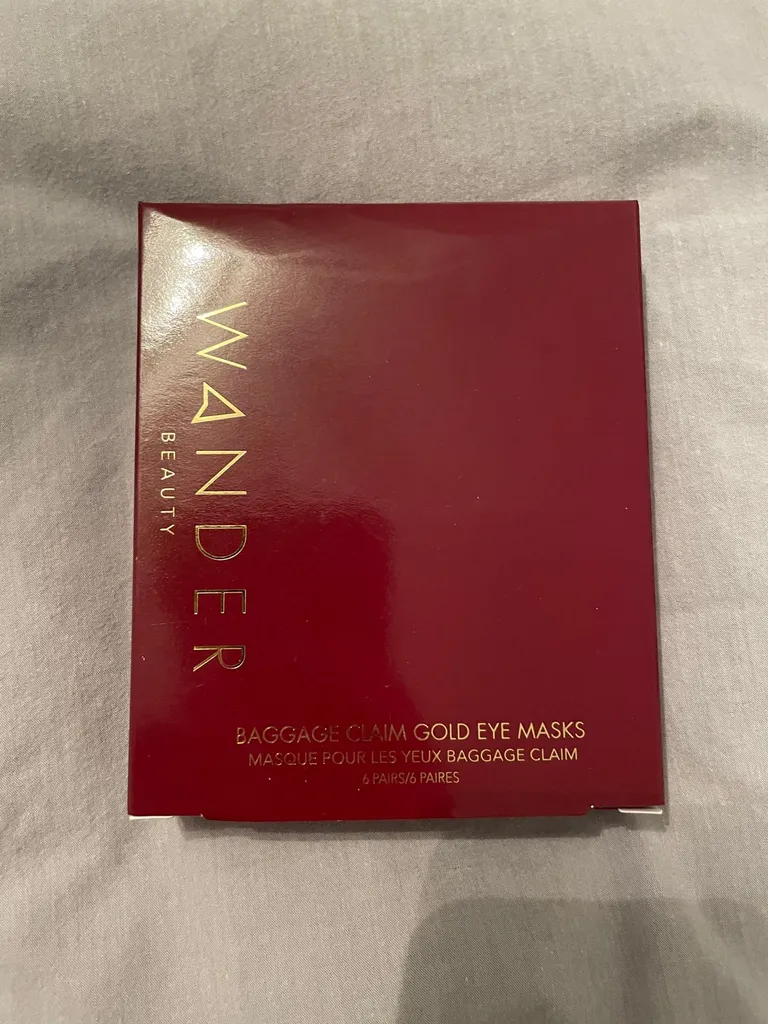 WANDER
BEAUTY
BAGGAGE CLAIM GOLD EYE MASKS
MASQUE POUR LES YEUX BAGGAGE CLAIM
6 PAIRS/6 PAIRES